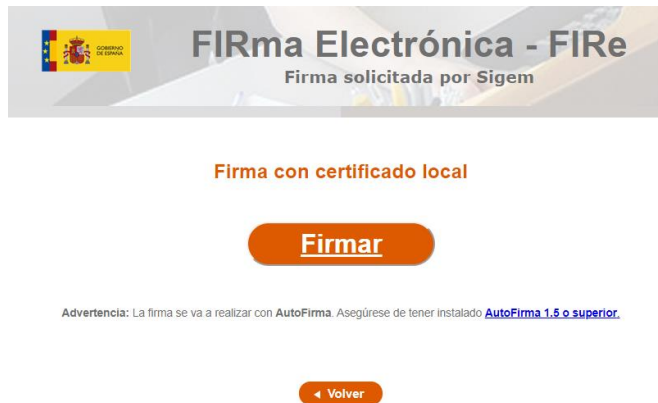 GOBIERNO
DE ESPAÑA
FIRma Electrónica - FIRe
Firma solicitada por Sigem
Firma con certificado local
Firmar
Advertencia: La firma se va a realizar con AutoFirma. Asegúrese de tener instalado AutoFirma 1.5 o superior.
Volver